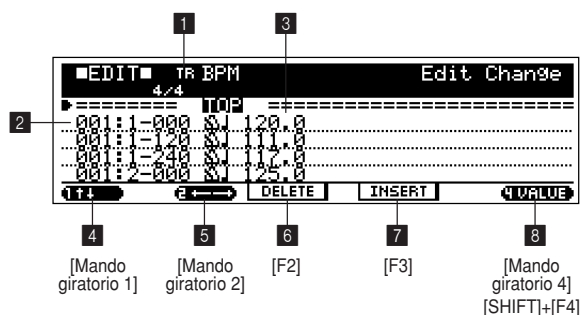 1 3
■EDIT■ TR BPM Edit Change
4/4
======== TOP ==============================
2 001:1-000 ♩ 120.0
001:1-120 ♩ 111.0
001:1-240 ♩ 117.0
001:2-000 ♩ 125.0
1↑↓ 2←→ DELETE INSERT 4 VALUE
4 5 6 7 8
[Mando giratorio 1] [Mando giratorio 2] [F2] [F3] [Mando giratorio 4]
[SHIFT]+[F4]